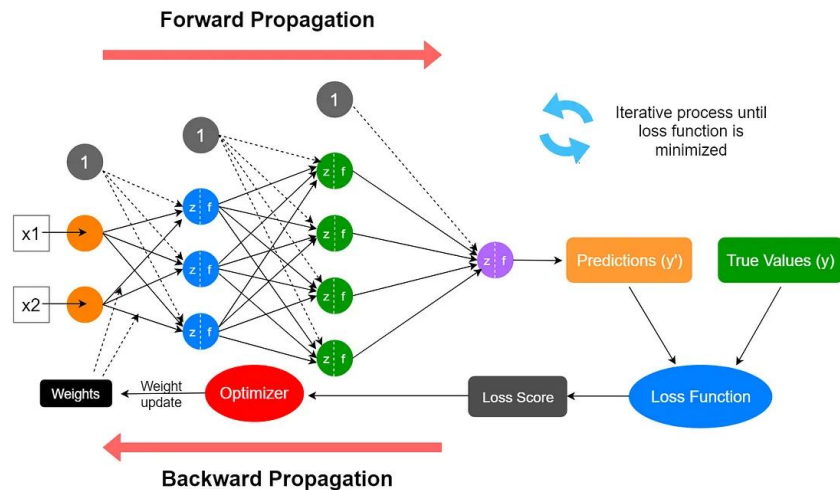 Forward Propagation
1
1
1
Iterative process until
loss function is
minimized
z f
z f
z f
z f
z f
z f
z f
z f
x1
x2
Predictions (y')
True Values (y)
Weights
Weight
update
Optimizer
Loss Score
Loss Function
Backward Propagation